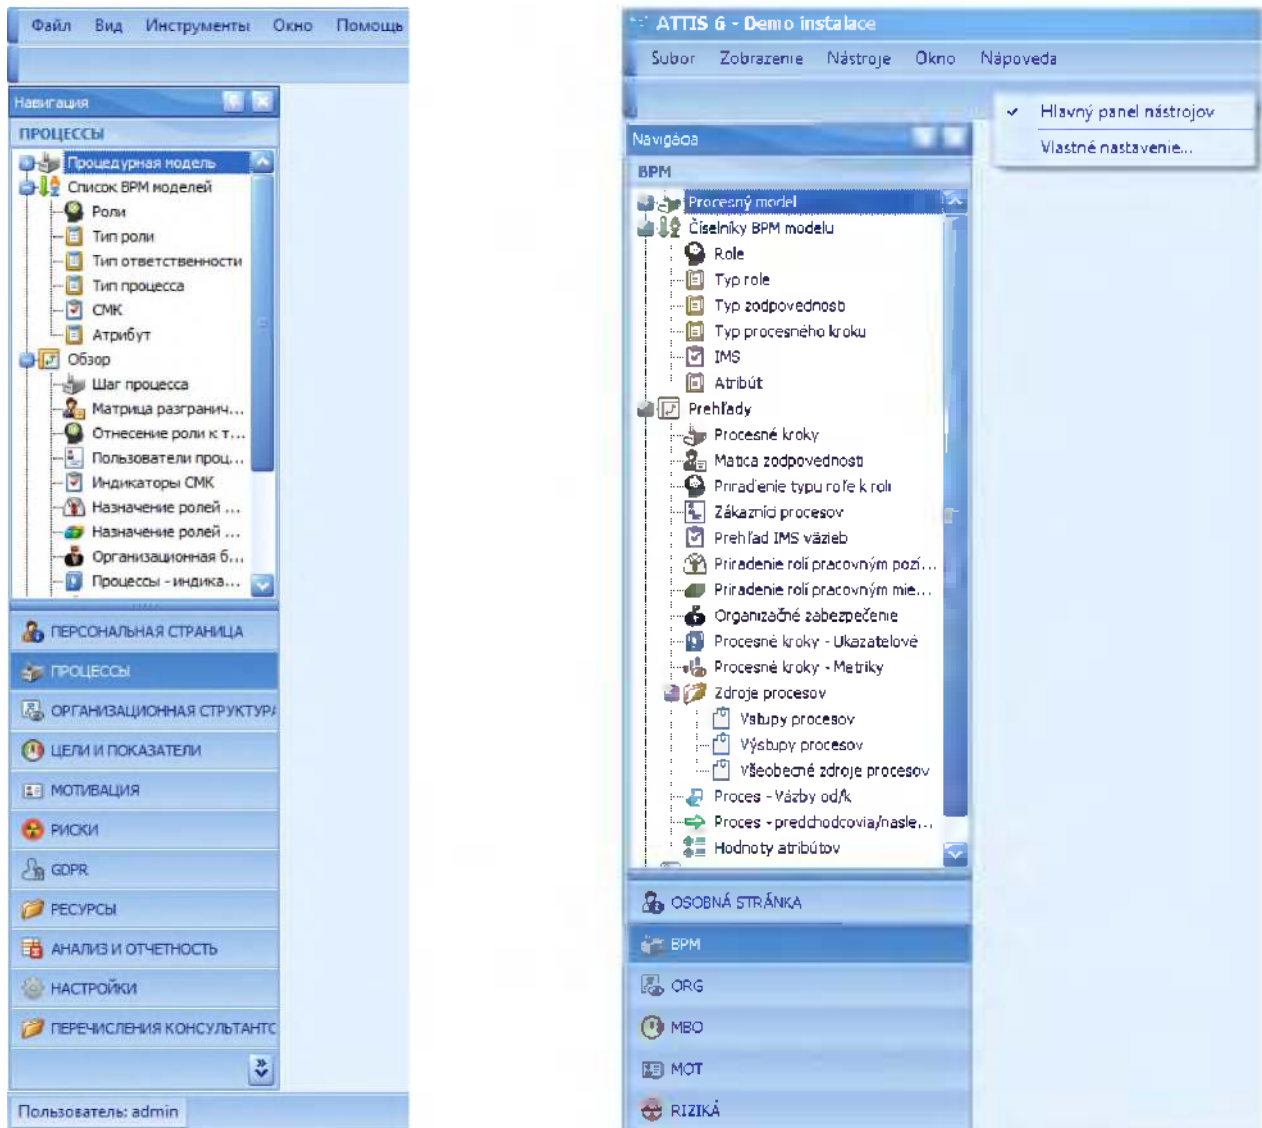 Файл Вид Инструменты Окно Помощь
Навигация
ПРОЦЕССЫ
Процедурная модель
Список BPM моделей
Роли
Тип роли
Тип ответственности
Тип процесса
СМК
Атрибут
Обзор
Шаг процесса
Матрица разгранич...
Отнесение роли к т...
Пользователи проц...
Индикаторы СМК
Назначение ролей ...
Назначение ролей ...
Организационная б...
Процессы - индика...
ПЕРСОНАЛЬНАЯ СТРАНИЦА
ПРОЦЕССЫ
ОРГАНИЗАЦИОННАЯ СТРУКТУРА
ЦЕЛИ И ПОКАЗАТЕЛИ
МОТИВАЦИЯ
РИСКИ
GDPR
РЕСУРСЫ
АНАЛИЗ И ОТЧЕТНОСТЬ
НАСТРОЙКИ
ПЕРЕЧИСЛЕНИЯ КОНСУЛЬТАНТС
Пользователь: admin
ATTIS 6 - Demo instalace
Subor Zobrazenie Nástroje Okno Nápoveda
Hlavný panel nástrojov
Vlastné nastavenie...
Navigácia
BPM
Procesný model
Číselníky BPM modelu
Role
Typ role
Typ zodpovednosti
Typ procesného kroku
IMS
Atribút
Prehľady
Procesné kroky
Matica zodpovednosti
Priradenie typu roľe k roli
Zákazníci procesov
Prehľad IMS väzieb
Priradenie rolí pracovným pozí...
Priradenie rolí pracovným mie...
Organizačné zabezpečenie
Procesné kroky - Ukazatelové
Procesné kroky - Metriky
Zdroje procesov
Vstupy procesov
Výstupy procesov
Všeobecné zdroje procesov
Proces - Väzby od/k
Proces - predchodcovia/nasle...
Hodnoty atribútov
OSOBNÁ STRÁNKA
BPM
ORG
MBO
MOT
RIZIKÁ